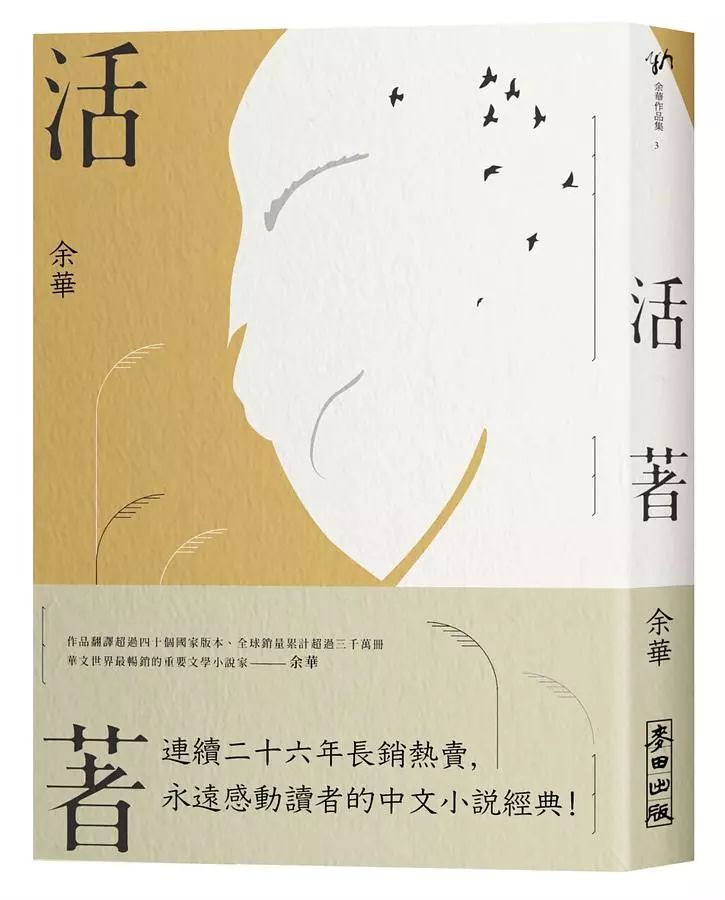 活
著
余華
作品翻譯超過四十個國家版本、全球銷量累計超過三千萬冊
華文世界最暢銷的重要文學小說家——余華
連續二十六年長銷熱賣,
永遠感動讀者的中文小說經典!
余華作品集 3
活著
余華
麥田出版